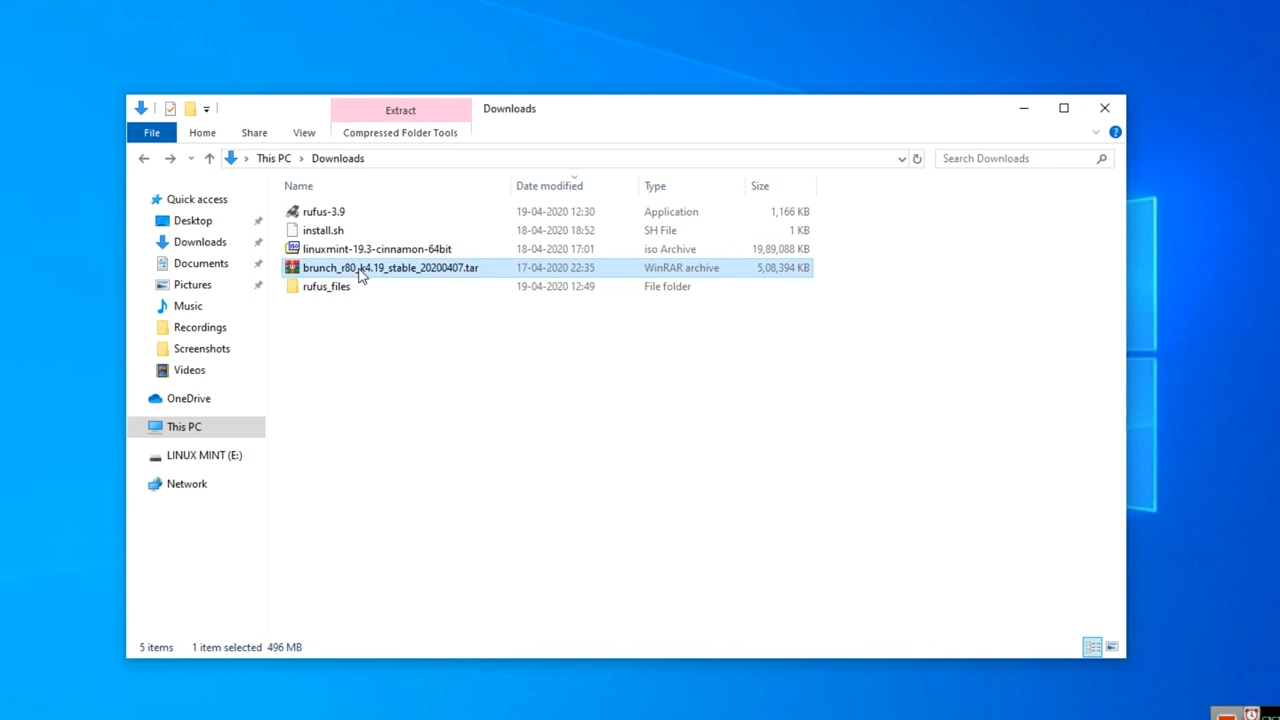 Extract
Downloads
File
Home
Share
View
Compressed Folder Tools
This PC
Downloads
Search Downloads
Name
Date modified
Type
Size
Quick access
Desktop
Downloads
Documents
Pictures
Music
Recordings
Screenshots
Videos
OneDrive
This PC
LINUX MINT (E:)
Network
rufus-3.9 19-04-2020 12:30 Application 1,166 KB
install.sh 18-04-2020 18:52 SH File 1 KB
linuxmint-19.3-cinnamon-64bit 18-04-2020 17:01 iso Archive 19,89,088 KB
brunch_r80_k4.19_stable_20200407.tar 17-04-2020 22:35 WinRAR archive 5,08,394 KB
rufus_files 19-04-2020 12:49 File folder
5 items 1 item selected 496 MB